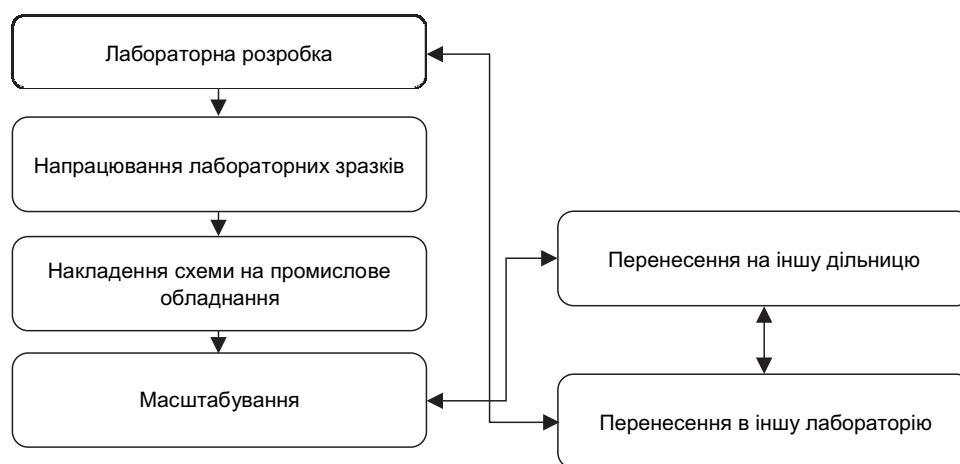 Лабораторна розробка
Напрацювання лабораторних зразків
Накладення схеми на промислове
обладнання
Масштабування
Перенесення на іншу дільницю
Перенесення в іншу лабораторію